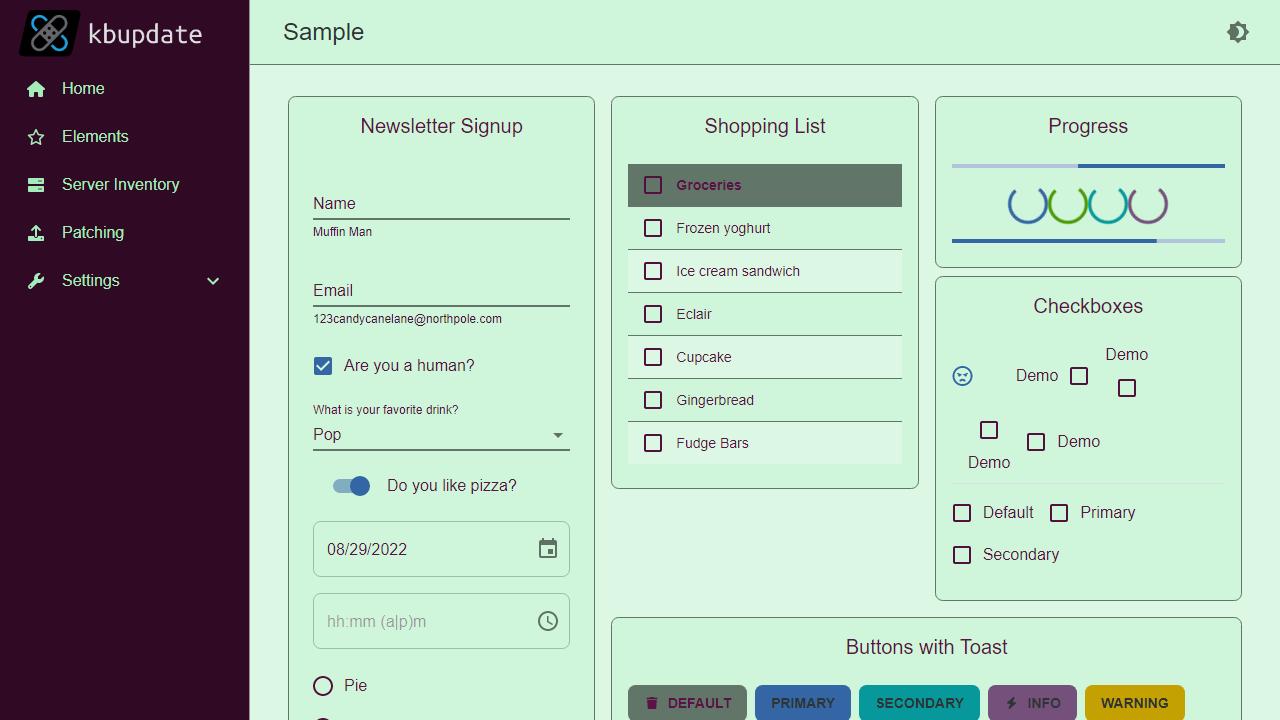 kbupdate
Home
Elements
Server Inventory
Patching
Settings
Sample
Newsletter Signup
Name
Muffin Man
Email
123candycanelane@northpole.com
Are you a human?
What is your favorite drink?
Pop
Do you like pizza?
08/29/2022
hh:mm (a|p)m
Pie
Shopping List
Groceries
Frozen yoghurt
Ice cream sandwich
Eclair
Cupcake
Gingerbread
Fudge Bars
Progress
Checkboxes
Demo
Demo
Demo
Demo
Default
Primary
Secondary
Buttons with Toast
DEFAULT
PRIMARY
SECONDARY
INFO
WARNING